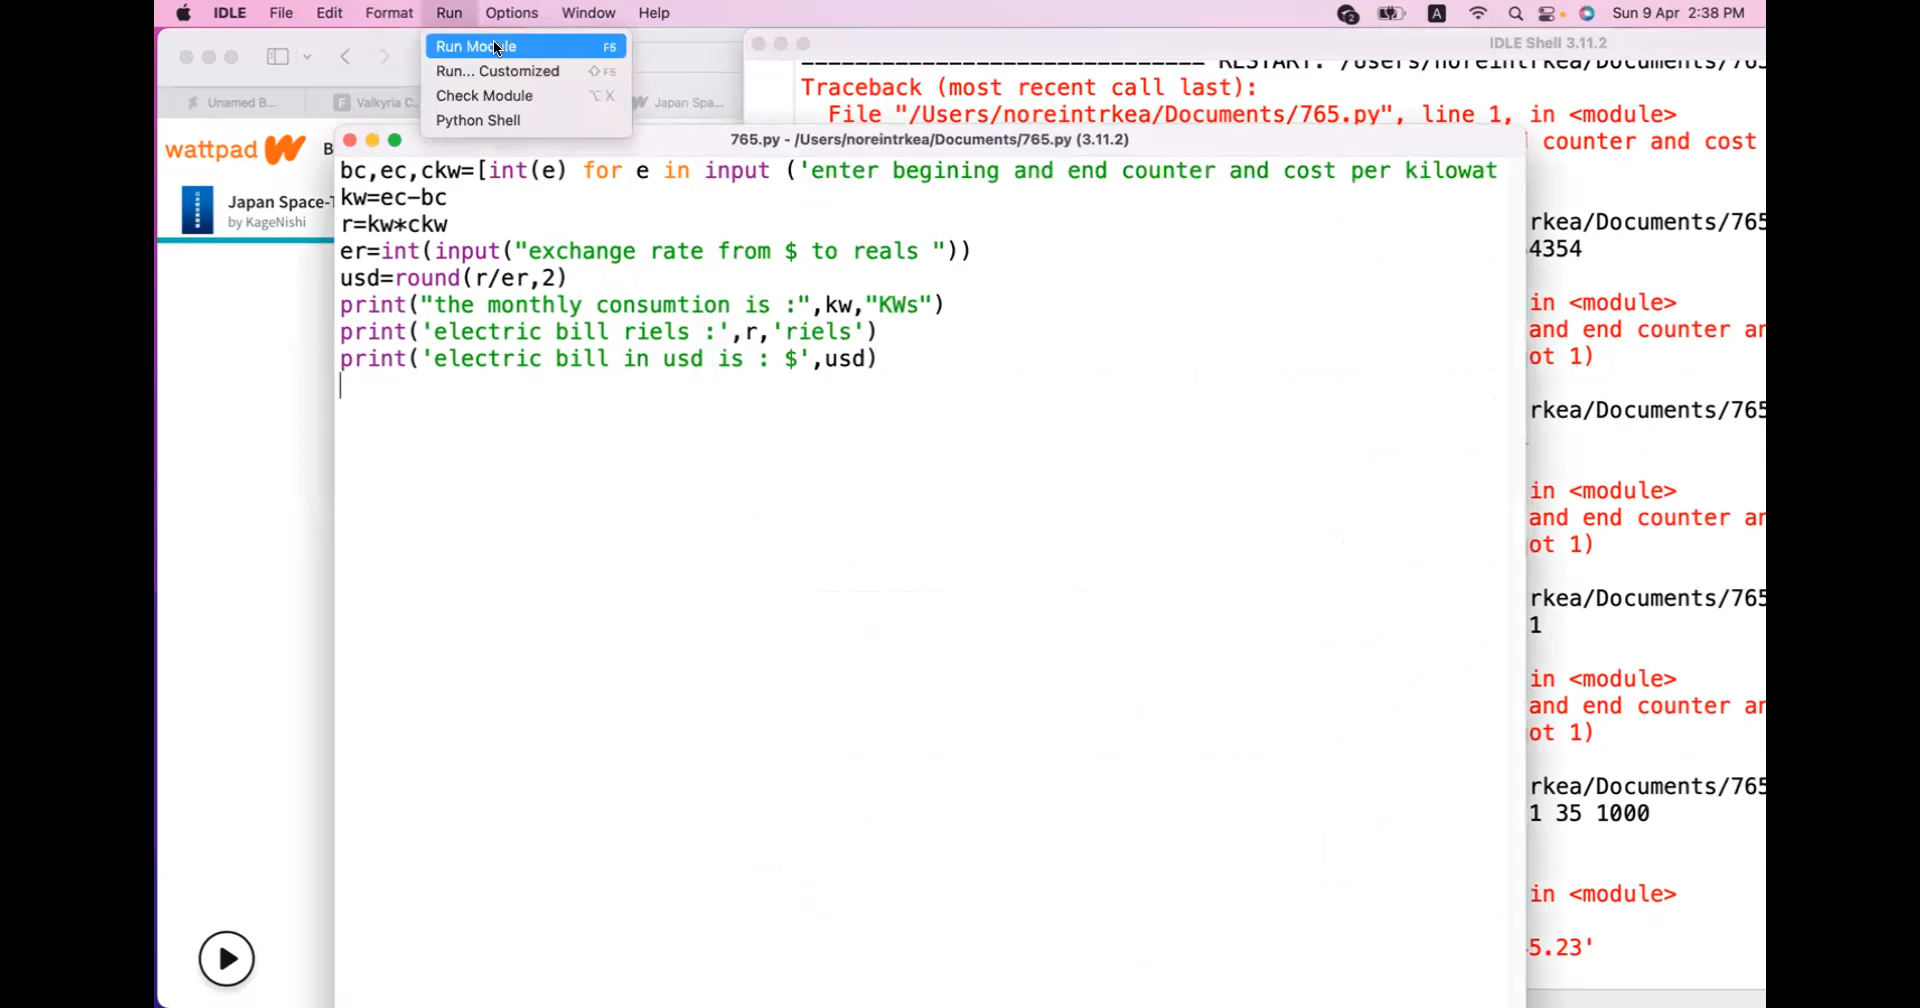 IDLE File Edit Format Run Options Window Help 2 A Sun 9 Apr 2:38 PM
Run Module F5
Run... Customized F5
Check Module X
Python Shell
Unamed B...
Valkyria C...
Japan Spa...
wattpad B
Japan Space-T
by KageNishi
IDLE Shell 3.11.2
RESTART: /Users/noreintrkea/Documents/765
Traceback (most recent call last):
File "/Users/noreintrkea/Documents/765.py", line 1, in <module>
counter and cost
765.py - /Users/noreintrkea/Documents/765.py (3.11.2)
bc,ec,ckw=[int(e) for e in input ('enter begining and end counter and cost per kilowat
kw=ec-bc
r=kw*ckw
er=int(input("exchange rate from $ to reals "))
usd=round(r/er,2)
print("the monthly consumtion is :",kw,"KWs")
print('electric bill riels :',r,'riels')
print('electric bill in usd is : $',usd)
rkea/Documents/765
4354
in <module>
and end counter an
ot 1)
rkea/Documents/765
in <module>
and end counter an
ot 1)
rkea/Documents/765
1
in <module>
and end counter an
ot 1)
rkea/Documents/765
1 35 1000
in <module>
5.23'